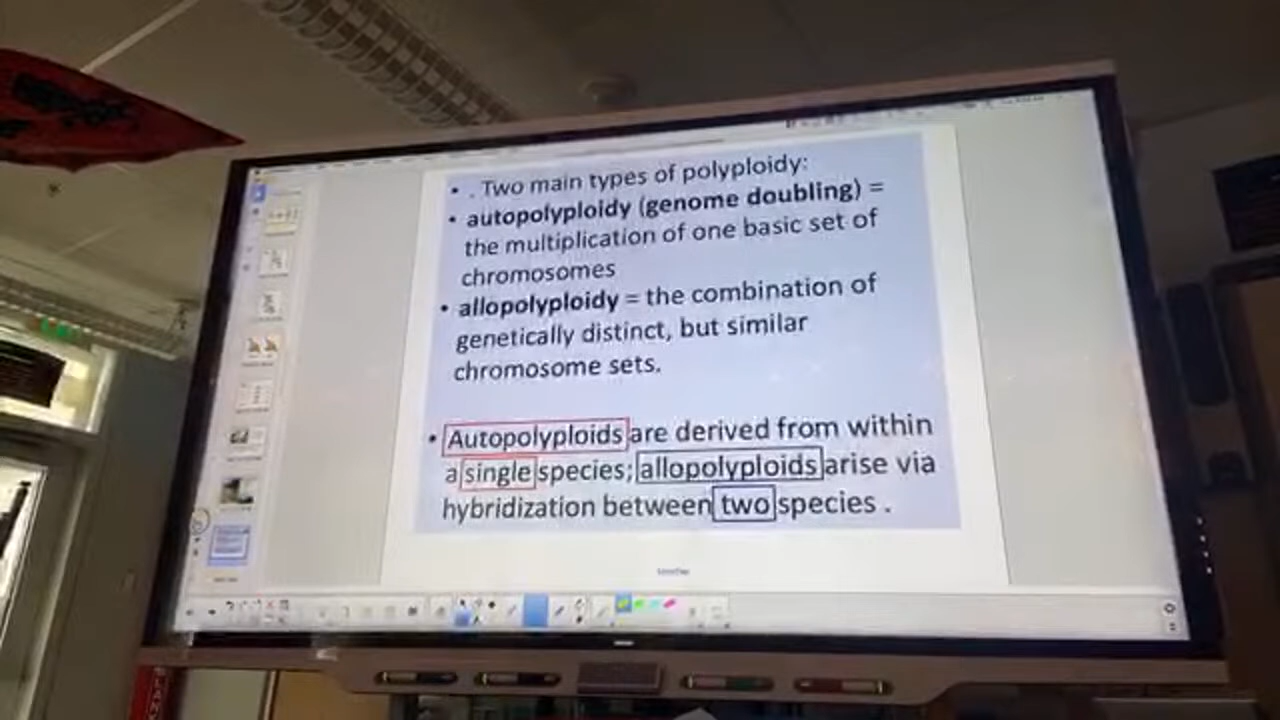 • . Two main types of polyploidy:
• autopolyploidy (genome doubling) =
the multiplication of one basic set of
chromosomes
• allopolyploidy = the combination of
genetically distinct, but similar
chromosome sets.
• Autopolyploids are derived from within
a single species; allopolyploids arise via
hybridization between two species .